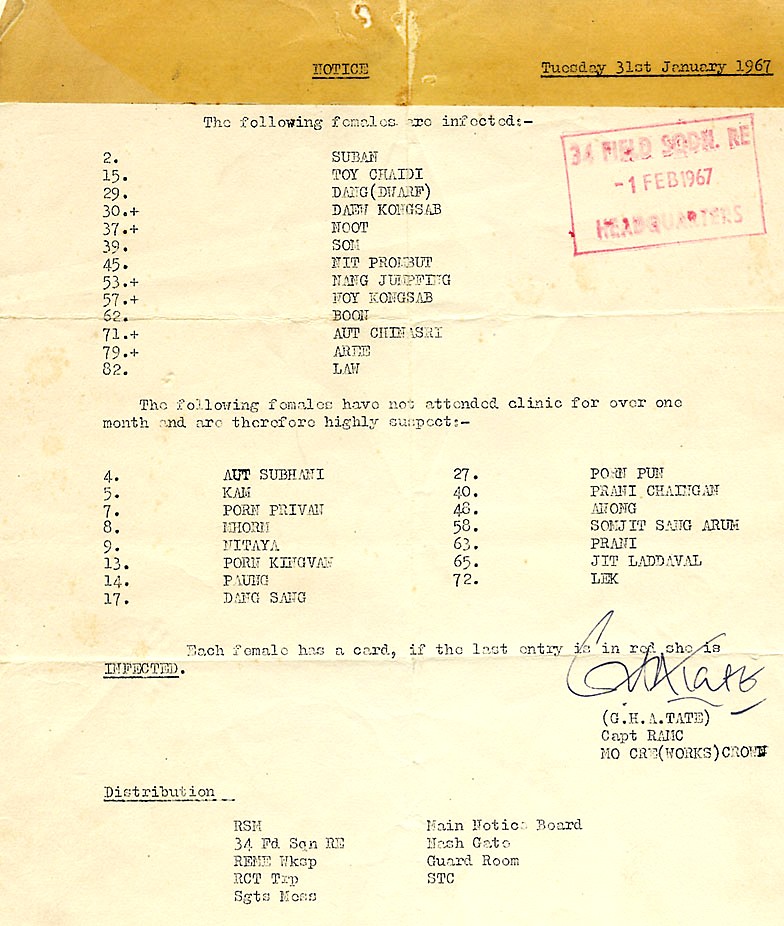 NOTICE Tuesday 31st January 1967
The following females are infected:-
34 FIELD SQDN. RE
-1 FEB 1967
HEADQUARTERS
2. SUBAN
15. TOY CHAIDI
29. DANG(DWARF)
30.+ DAEW KONGSAB
37.+ NOOT
39. SOM
45. NIT PROMBUT
53.+ NANG JUMPFING
57.+ NOY KONGSAB
62. BOON
71.+ AUT CHINASRI
79.+ AREE
82. LAW
The following females have not attended clinic for over one
month and are therefore highly suspect:-
4. AUT SUBHANI 27. PORN PUN
5. KAM 40. PRANI CHAINGAN
7. PORN PRIVAN 48. ANONG
8. MHORN 58. SOMJIT SANG ARUM
9. NITAYA 63. PRANI
13. PORN KINGVAN 65. JIT LADDAVAL
14. PAUNG 72. LEK
17. DANG SANG
Each female has a card, if the last entry is in red she is
INFECTED.
GHATate
(G.H.A.TATE)
Capt RAMC
MO CRE(WORKS)CROWN
Distribution
RSM Main Notice Board
34 Fd Sqn RE Nash Gate
REME Wksp Guard Room
RCT Trp STC
Sgts Mess